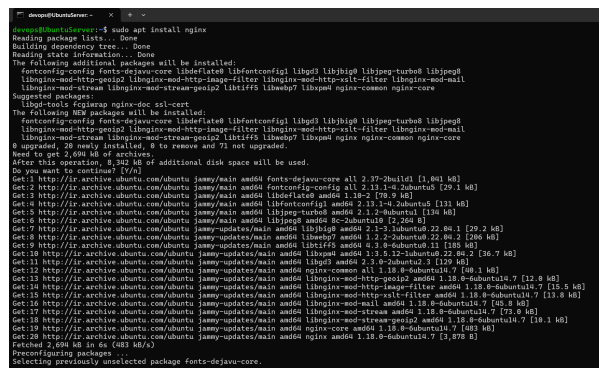 devops@UbuntuServer: ~
devops@UbuntuServer:~$ sudo apt install nginx
Reading package lists... Done
Building dependency tree... Done
Reading state information... Done
The following additional packages will be installed:
fontconfig-config fonts-dejavu-core libdeflate0 libfontconfig1 libgd3 libjbig0 libjpeg-turbo8 libjpeg8
libnginx-mod-http-geoip2 libnginx-mod-http-image-filter libnginx-mod-http-xslt-filter libnginx-mod-mail
libnginx-mod-stream libnginx-mod-stream-geoip2 libtiff5 libwebp7 libxpm4 nginx-common nginx-core
Suggested packages:
libgd-tools fcgiwrap nginx-doc ssl-cert
The following NEW packages will be installed:
fontconfig-config fonts-dejavu-core libdeflate0 libfontconfig1 libgd3 libjbig0 libjpeg-turbo8 libjpeg8
libnginx-mod-http-geoip2 libnginx-mod-http-image-filter libnginx-mod-http-xslt-filter libnginx-mod-mail
libnginx-mod-stream libnginx-mod-stream-geoip2 libtiff5 libwebp7 libxpm4 nginx nginx-common nginx-core
0 upgraded, 20 newly installed, 0 to remove and 71 not upgraded.
Need to get 2,694 kB of archives.
After this operation, 8,342 kB of additional disk space will be used.
Do you want to continue? [Y/n]
Get:1 http://ir.archive.ubuntu.com/ubuntu jammy/main amd64 fonts-dejavu-core all 2.37-2build1 [1,041 kB]
Get:2 http://ir.archive.ubuntu.com/ubuntu jammy/main amd64 fontconfig-config all 2.13.1-4.2ubuntu5 [29.1 kB]
Get:3 http://ir.archive.ubuntu.com/ubuntu jammy/main amd64 libdeflate0 amd64 1.10-2 [70.9 kB]
Get:4 http://ir.archive.ubuntu.com/ubuntu jammy/main amd64 libfontconfig1 amd64 2.13.1-4.2ubuntu5 [131 kB]
Get:5 http://ir.archive.ubuntu.com/ubuntu jammy/main amd64 libjpeg-turbo8 amd64 2.1.2-0ubuntu1 [134 kB]
Get:6 http://ir.archive.ubuntu.com/ubuntu jammy/main amd64 libjpeg8 amd64 8c-2ubuntu10 [2,264 B]
Get:7 http://ir.archive.ubuntu.com/ubuntu jammy-updates/main amd64 libjbig0 amd64 2.1-3.1ubuntu0.22.04.1 [29.2 kB]
Get:8 http://ir.archive.ubuntu.com/ubuntu jammy-updates/main amd64 libwebp7 amd64 1.2.2-2ubuntu0.22.04.2 [206 kB]
Get:9 http://ir.archive.ubuntu.com/ubuntu jammy-updates/main amd64 libtiff5 amd64 4.3.0-6ubuntu0.11 [185 kB]
Get:10 http://ir.archive.ubuntu.com/ubuntu jammy-updates/main amd64 libxpm4 amd64 1:3.5.12-1ubuntu0.22.04.2 [36.7 kB]
Get:11 http://ir.archive.ubuntu.com/ubuntu jammy/main amd64 libgd3 amd64 2.3.0-2ubuntu2.3 [129 kB]
Get:12 http://ir.archive.ubuntu.com/ubuntu jammy-updates/main amd64 nginx-common all 1.18.0-6ubuntu14.7 [40.1 kB]
Get:13 http://ir.archive.ubuntu.com/ubuntu jammy-updates/main amd64 libnginx-mod-http-geoip2 amd64 1.18.0-6ubuntu14.7 [12.0 kB]
Get:14 http://ir.archive.ubuntu.com/ubuntu jammy-updates/main amd64 libnginx-mod-http-image-filter amd64 1.18.0-6ubuntu14.7 [15.5 kB]
Get:15 http://ir.archive.ubuntu.com/ubuntu jammy-updates/main amd64 libnginx-mod-http-xslt-filter amd64 1.18.0-6ubuntu14.7 [13.8 kB]
Get:16 http://ir.archive.ubuntu.com/ubuntu jammy-updates/main amd64 libnginx-mod-mail amd64 1.18.0-6ubuntu14.7 [45.8 kB]
Get:17 http://ir.archive.ubuntu.com/ubuntu jammy-updates/main amd64 libnginx-mod-stream amd64 1.18.0-6ubuntu14.7 [73.0 kB]
Get:18 http://ir.archive.ubuntu.com/ubuntu jammy-updates/main amd64 libnginx-mod-stream-geoip2 amd64 1.18.0-6ubuntu14.7 [10.1 kB]
Get:19 http://ir.archive.ubuntu.com/ubuntu jammy-updates/main amd64 nginx-core amd64 1.18.0-6ubuntu14.7 [483 kB]
Get:20 http://ir.archive.ubuntu.com/ubuntu jammy-updates/main amd64 nginx amd64 1.18.0-6ubuntu14.7 [3,878 B]
Fetched 2,694 kB in 6s (483 kB/s)
Preconfiguring packages ...
Selecting previously unselected package fonts-dejavu-core.